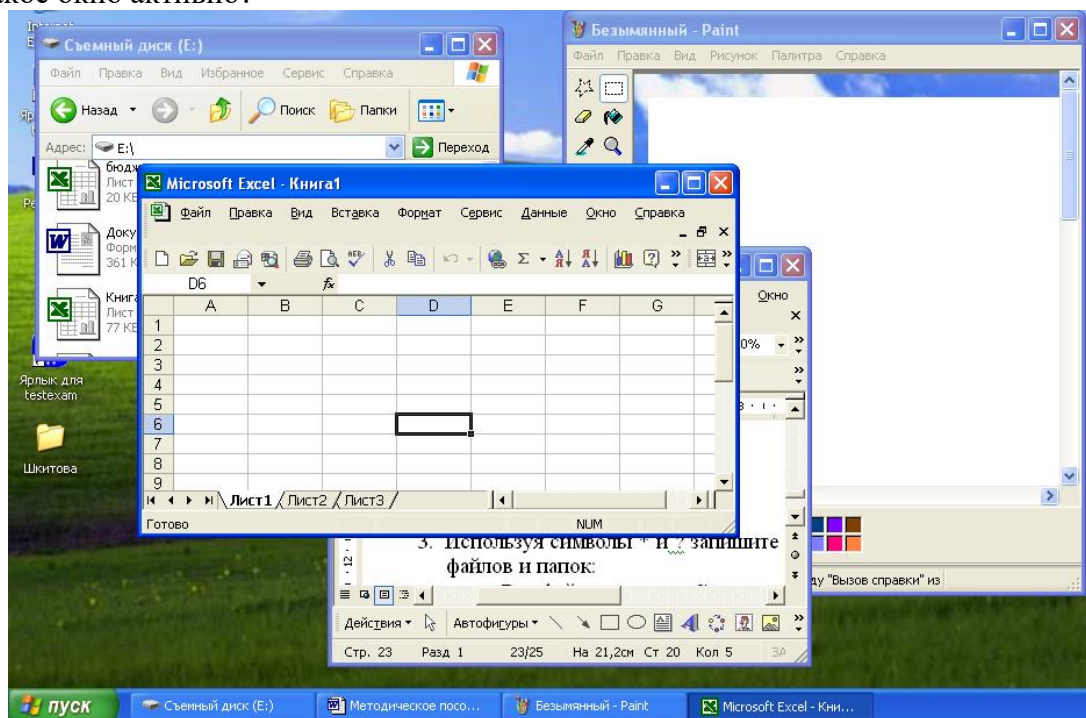 окно активно?
Съемный диск (E:)
Файл Правка Вид Избранное Сервис Справка
Назад Поиск Папки
Адрес: E:\ Переход
Лист
20 КБ
361 К
Лист
77 КБ
Безымянный - Paint
Файл Правка Вид Рисунок Палитра Справка
Microsoft Excel - Книга1
Файл Правка Вид Вставка Формат Сервис Данные Окно Справка
D6 fx
A B C D E F G
1
2
3
4
5
6
7
8
9
Лист1 Лист2 Лист3
Готово NUM
Окно
0%
3. Используя символы * и ? запишите
файлов и папок:
Действия Автофигуры
Стр. 23 Разд 1 23/25 На 21,2см Ст 20 Кол 5 ЗА
"Вызов справки" из
Ярлык для
testexam
Шкитова
пуск Съемный диск (E:) Методическое посо... Безымянный - Paint Microsoft Excel - Кни...